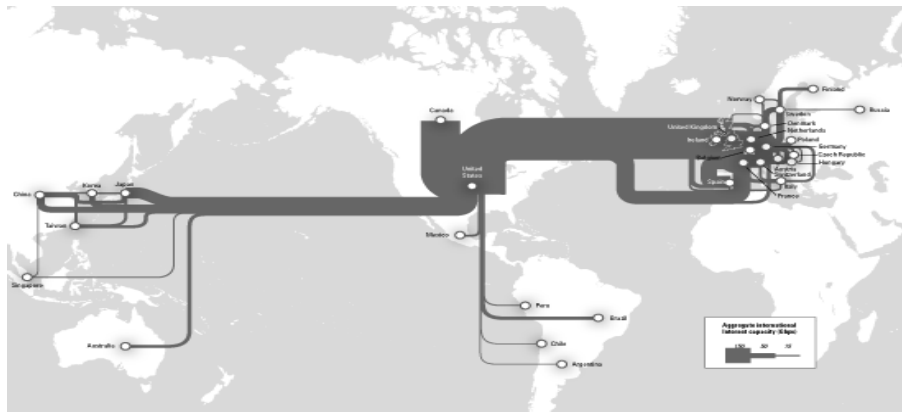 Finland
Norway
Russia
Sweden
Canada
Denmark
United Kingdom
Netherlands
Ireland
Poland
Germany
Belgium
Czech Republic
Hungary
Austria
United
States
Switzerland
Spain
Italy
France
China
Korea
Japan
Taiwan
Mexico
Singapore
Peru
Brazil
Chile
Argentina
Australia
Aggregate international
Internet capacity (Gbps)
50